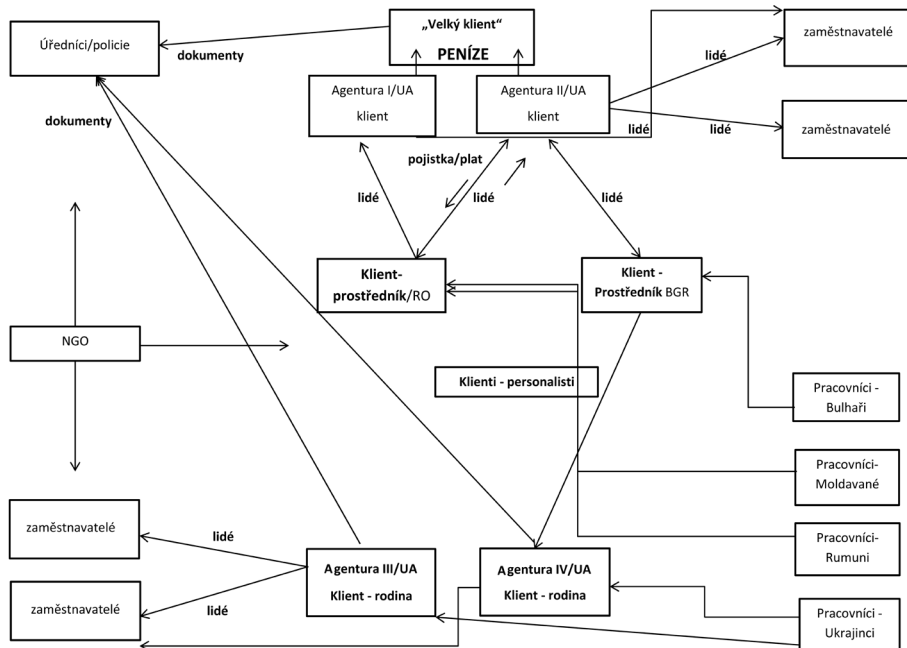 „Velký klient“
PENÍZE
Úředníci/policie
dokumenty
zaměstnavatelé
lidé
Agentura I/UA
klient
Agentura II/UA
klient
dokumenty
lidé
lidé
zaměstnavatelé
pojistka/plat
lidé
lidé
lidé
Klient-
prostředník/RO
Klient -
Prostředník BGR
NGO
Klienti - personalisti
Pracovníci -
Bulhaři
Pracovníci-
Moldavané
zaměstnavatelé
lidé
Pracovníci-
Rumuni
Agentura III/UA
Klient - rodina
Agentura IV/UA
Klient - rodina
zaměstnavatelé
lidé
Pracovníci -
Ukrajinci